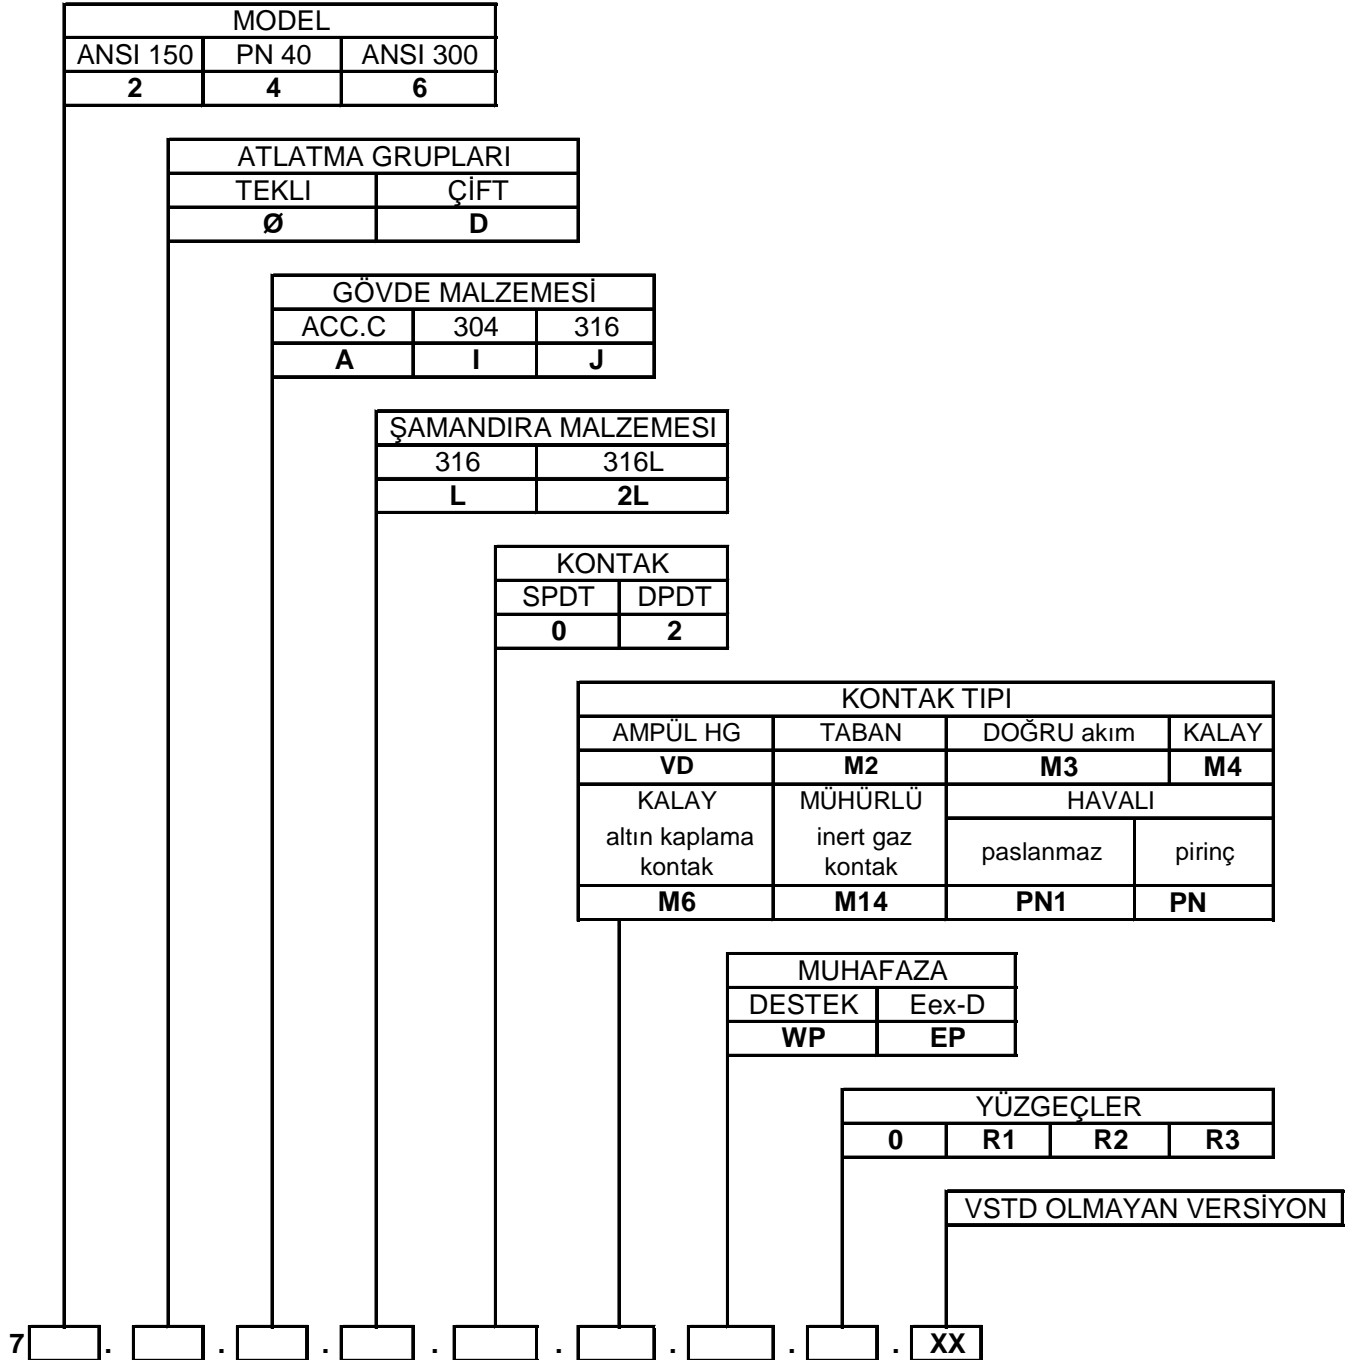 MODEL
ANSI 150 PN 40 ANSI 300
2 4 6
ATLATMA GRUPLARI
TEKLI ÇİFT
Ø D
GÖVDE MALZEMESİ
ACC.C 304 316
A I J
ŞAMANDIRA MALZEMESI
316 316L
L 2L
KONTAK
SPDT DPDT
0 2
KONTAK TIPI
AMPÜL HG TABAN DOĞRU akım KALAY
VD M2 M3 M4
KALAY MÜHÜRLÜ HAVALI
altın kaplama kontak inert gaz kontak paslanmaz pirinç
M6 M14 PN1 PN
MUHAFAZA
DESTEK Eex-D
WP EP
YÜZGEÇLER
0 R1 R2 R3
VSTD OLMAYAN VERSİYON
7 . . . . . . . . XX